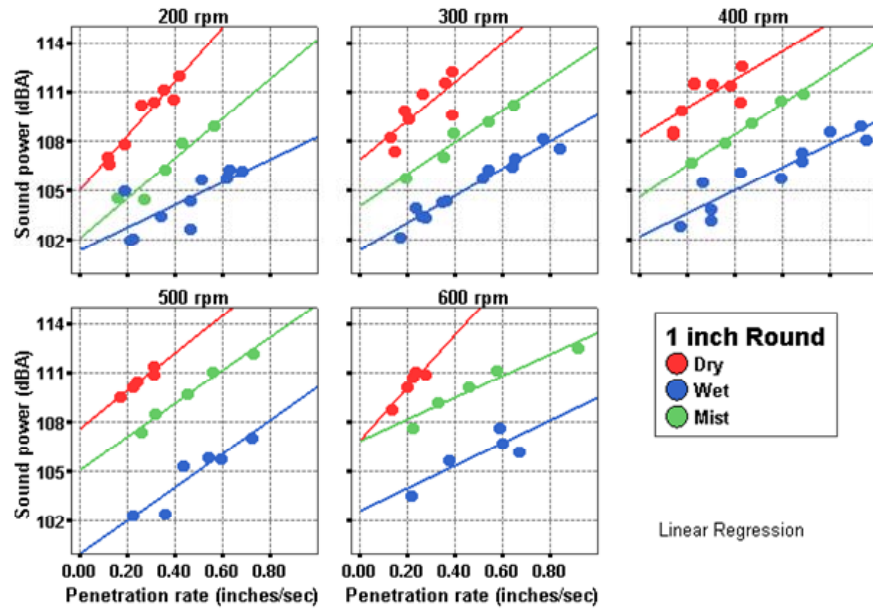 200 rpm
300 rpm
400 rpm
Sound power (dBA)
114
111
108
105
102
500 rpm
600 rpm
Sound power (dBA)
114
111
108
105
102
0.00 0.20 0.40 0.60 0.80
0.00 0.20 0.40 0.60 0.80
Penetration rate (inches/sec)
Penetration rate (inches/sec)
1 inch Round
Dry
Wet
Mist
Linear Regression